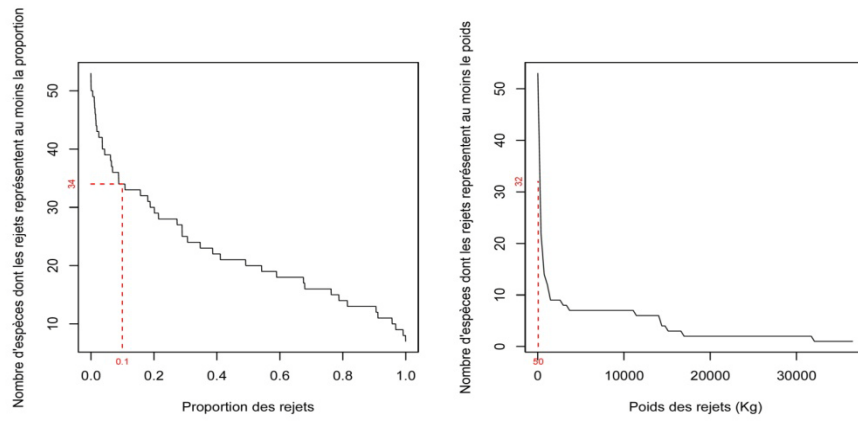 Nombre d'espèces dont les rejets représentent au moins la proportion
50
40
30
20
10
34
0.1
0.0 0.2 0.4 0.6 0.8 1.0
Proportion des rejets
Nombre d'espèces dont les rejets représentent au moins le poids
50
40
30
20
10
0
32
50
0 10000 20000 30000
Poids des rejets (Kg)